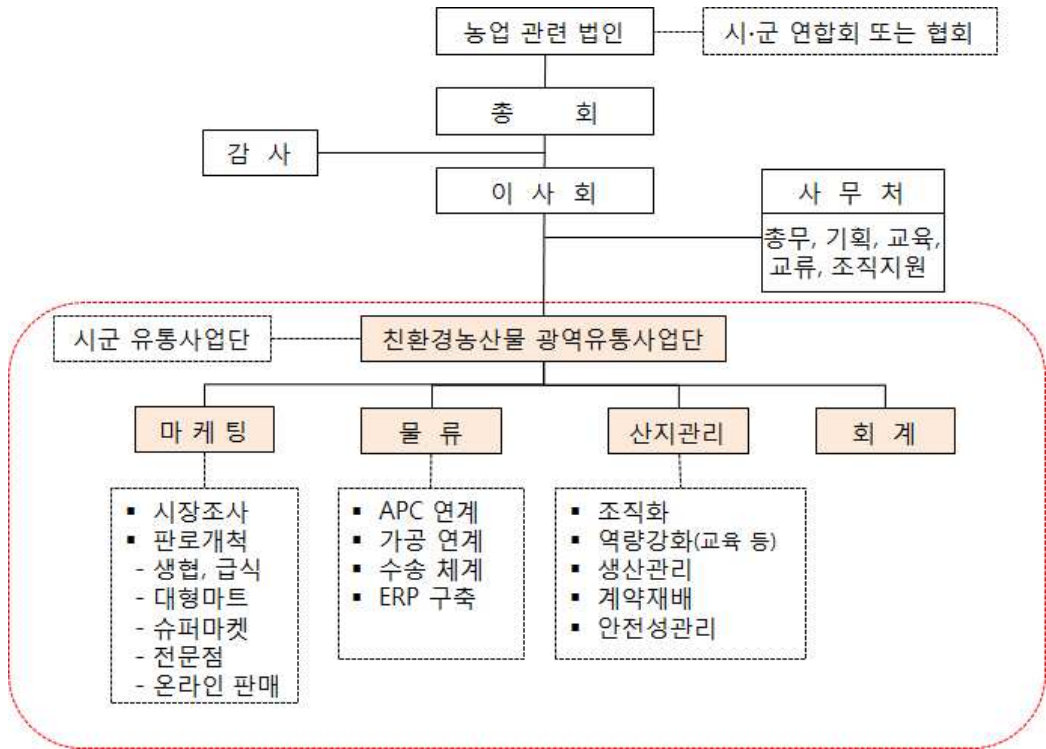 농업 관련 법인
시·군 연합회 또는 협회
총 회
감 사
이 사 회
사 무 처
총무, 기획, 교육,
교류, 조직지원
시군 유통사업단
친환경농산물 광역유통사업단
마 케 팅
물 류
산지관리
회 계
▪ 시장조사
▪ 판로개척
- 생협, 급식
- 대형마트
- 슈퍼마켓
- 전문점
- 온라인 판매
▪ APC 연계
▪ 가공 연계
▪ 수송 체계
▪ ERP 구축
▪ 조직화
▪ 역량강화(교육 등)
▪ 생산관리
▪ 계약재배
▪ 안전성관리